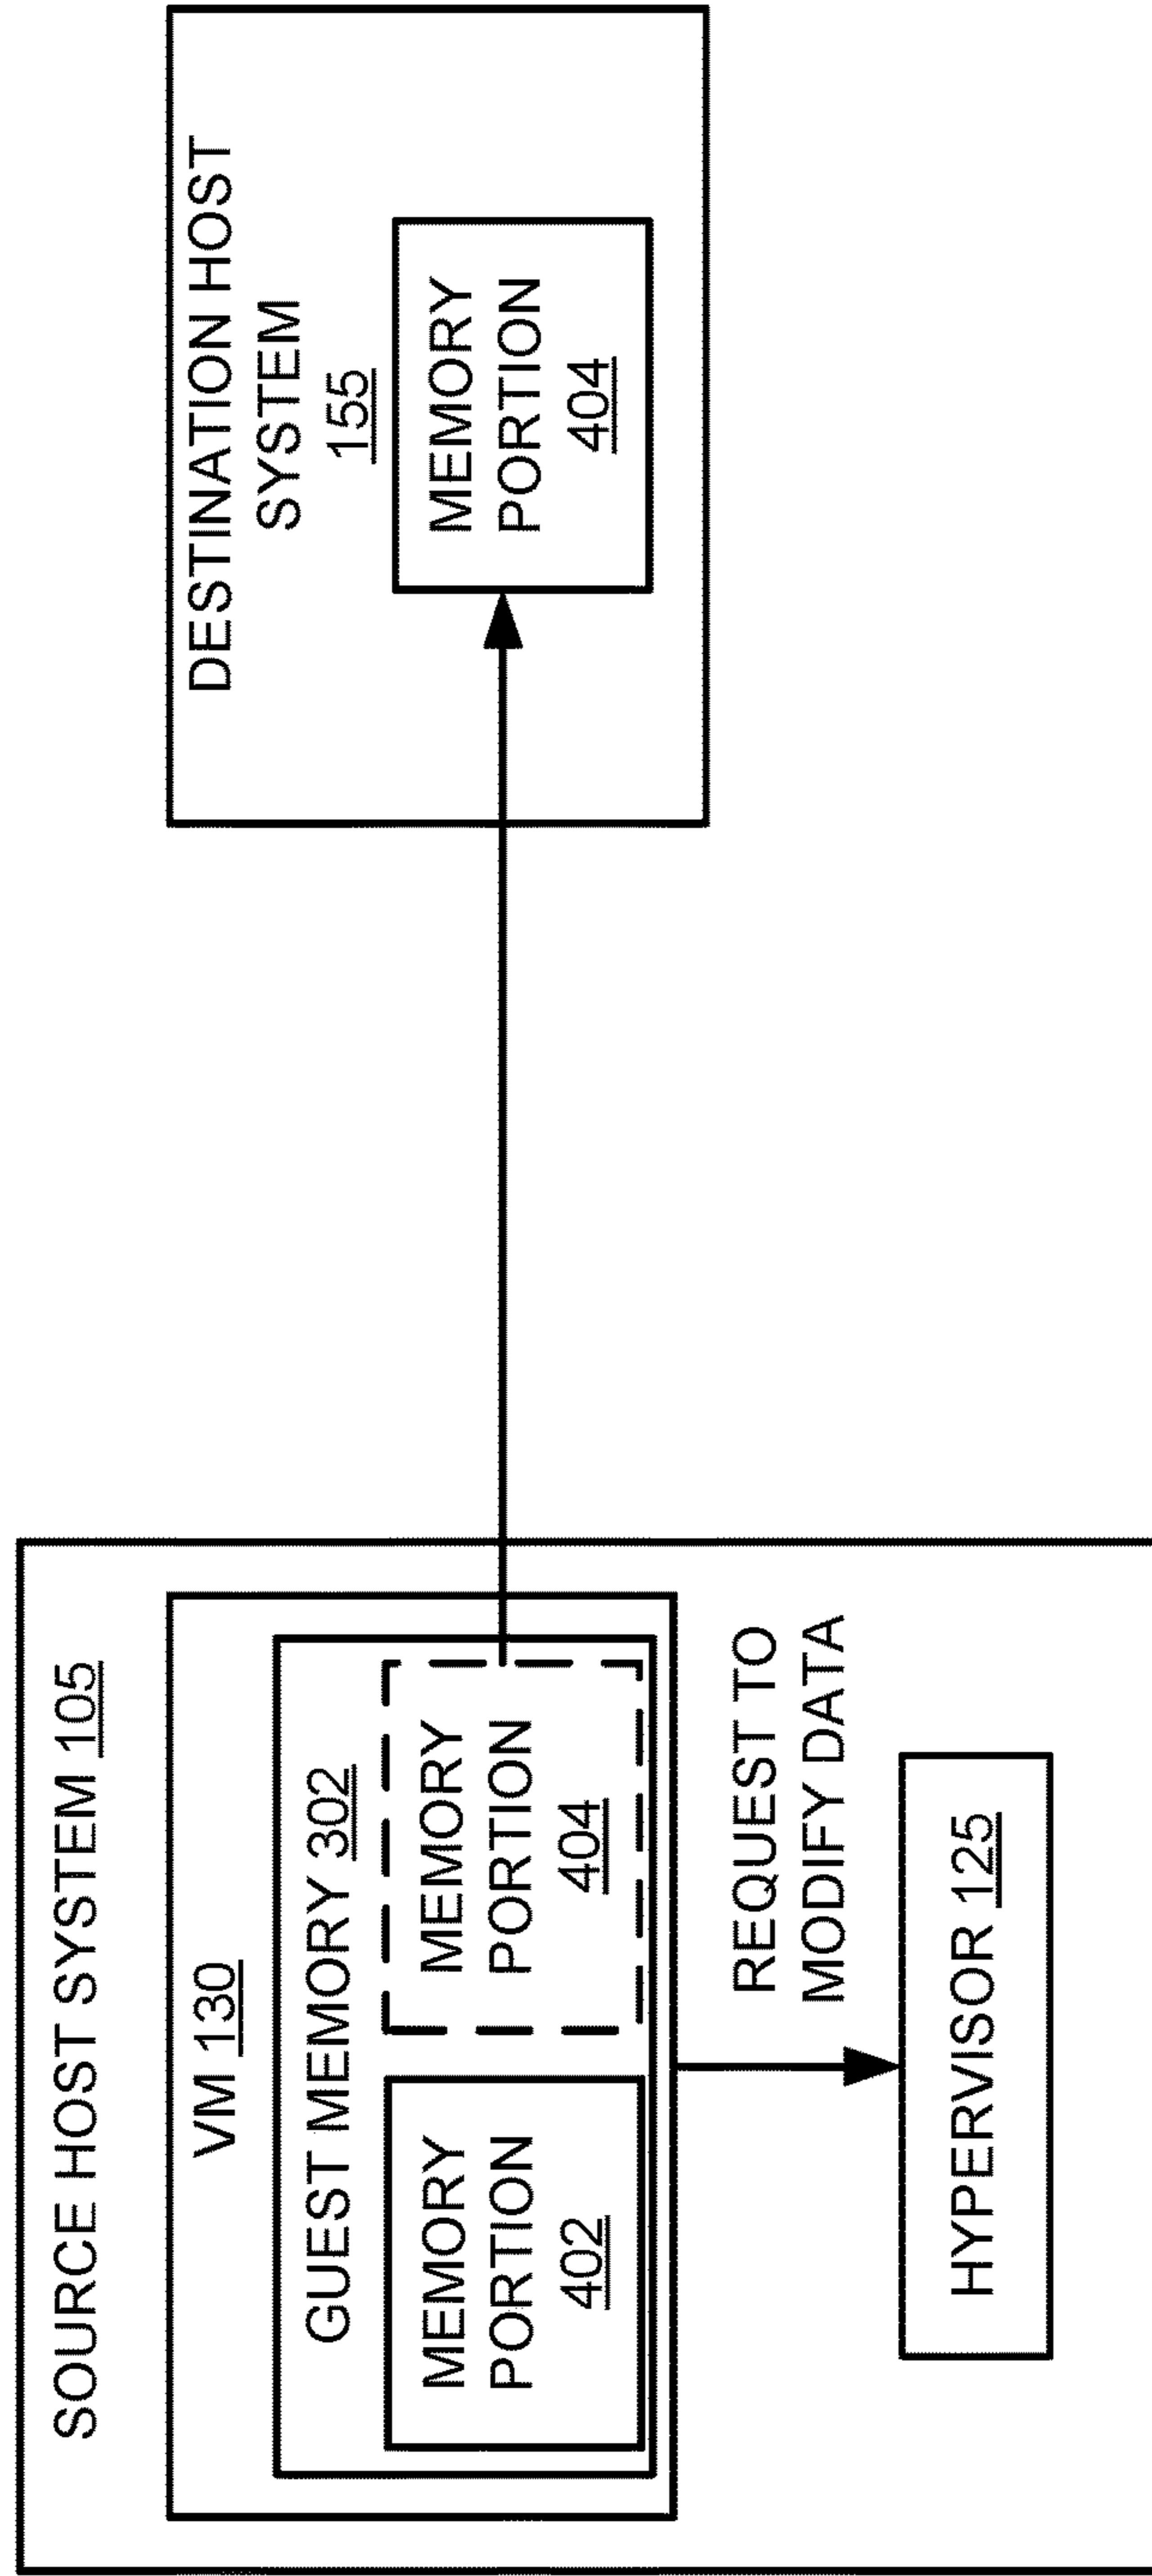 SOURCE HOST SYSTEM 105
VM 130
GUEST MEMORY 302
MEMORY
PORTION
402
MEMORY
PORTION
404
REQUEST TO
MODIFY DATA
HYPERVISOR 125
DESTINATION HOST
SYSTEM
155
MEMORY
PORTION
404